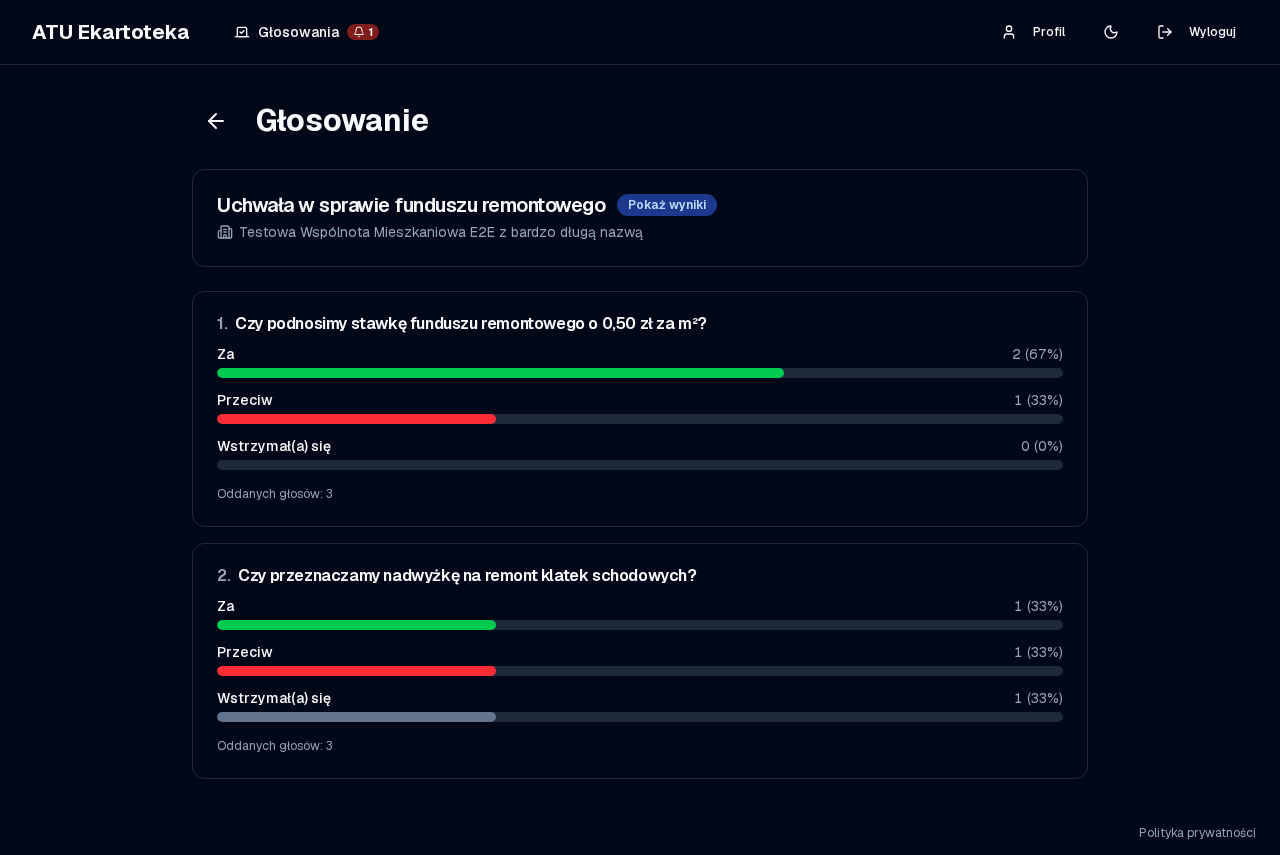 ATU Ekartoteka
Głosowania 1
Profil
Wyloguj
Głosowanie
Uchwała w sprawie funduszu remontowego Pokaż wyniki
Testowa Wspólnota Mieszkaniowa E2E z bardzo długą nazwą
1. Czy podnosimy stawkę funduszu remontowego o 0,50 zł za m²?
Za 2 (67%)
Przeciw 1 (33%)
Wstrzymał(a) się 0 (0%)
Oddanych głosów: 3
2. Czy przeznaczamy nadwyżkę na remont klatek schodowych?
Za 1 (33%)
Przeciw 1 (33%)
Wstrzymał(a) się 1 (33%)
Oddanych głosów: 3
Polityka prywatności